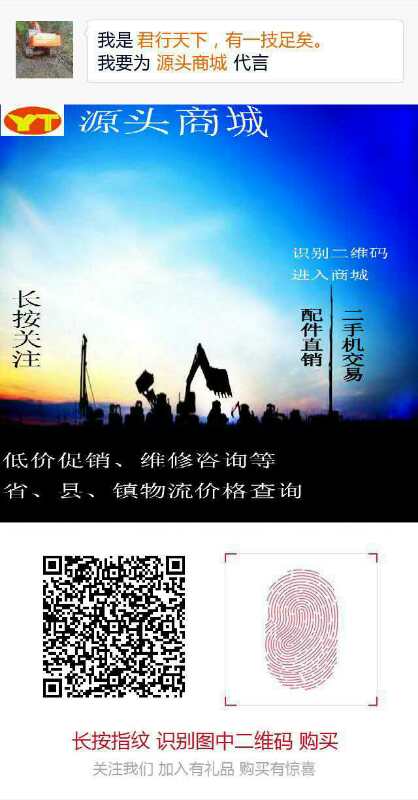 我是 君行天下，有一技足矣。
我要为 源头商城 代言
YT
源头商城
识别二维码
进入商城
长按关注
配件直销
二手机交易
低价促销、维修咨询等
省、县、镇物流价格查询
长按指纹 识别图中二维码 购买
关注我们 加入有礼品 购买有惊喜